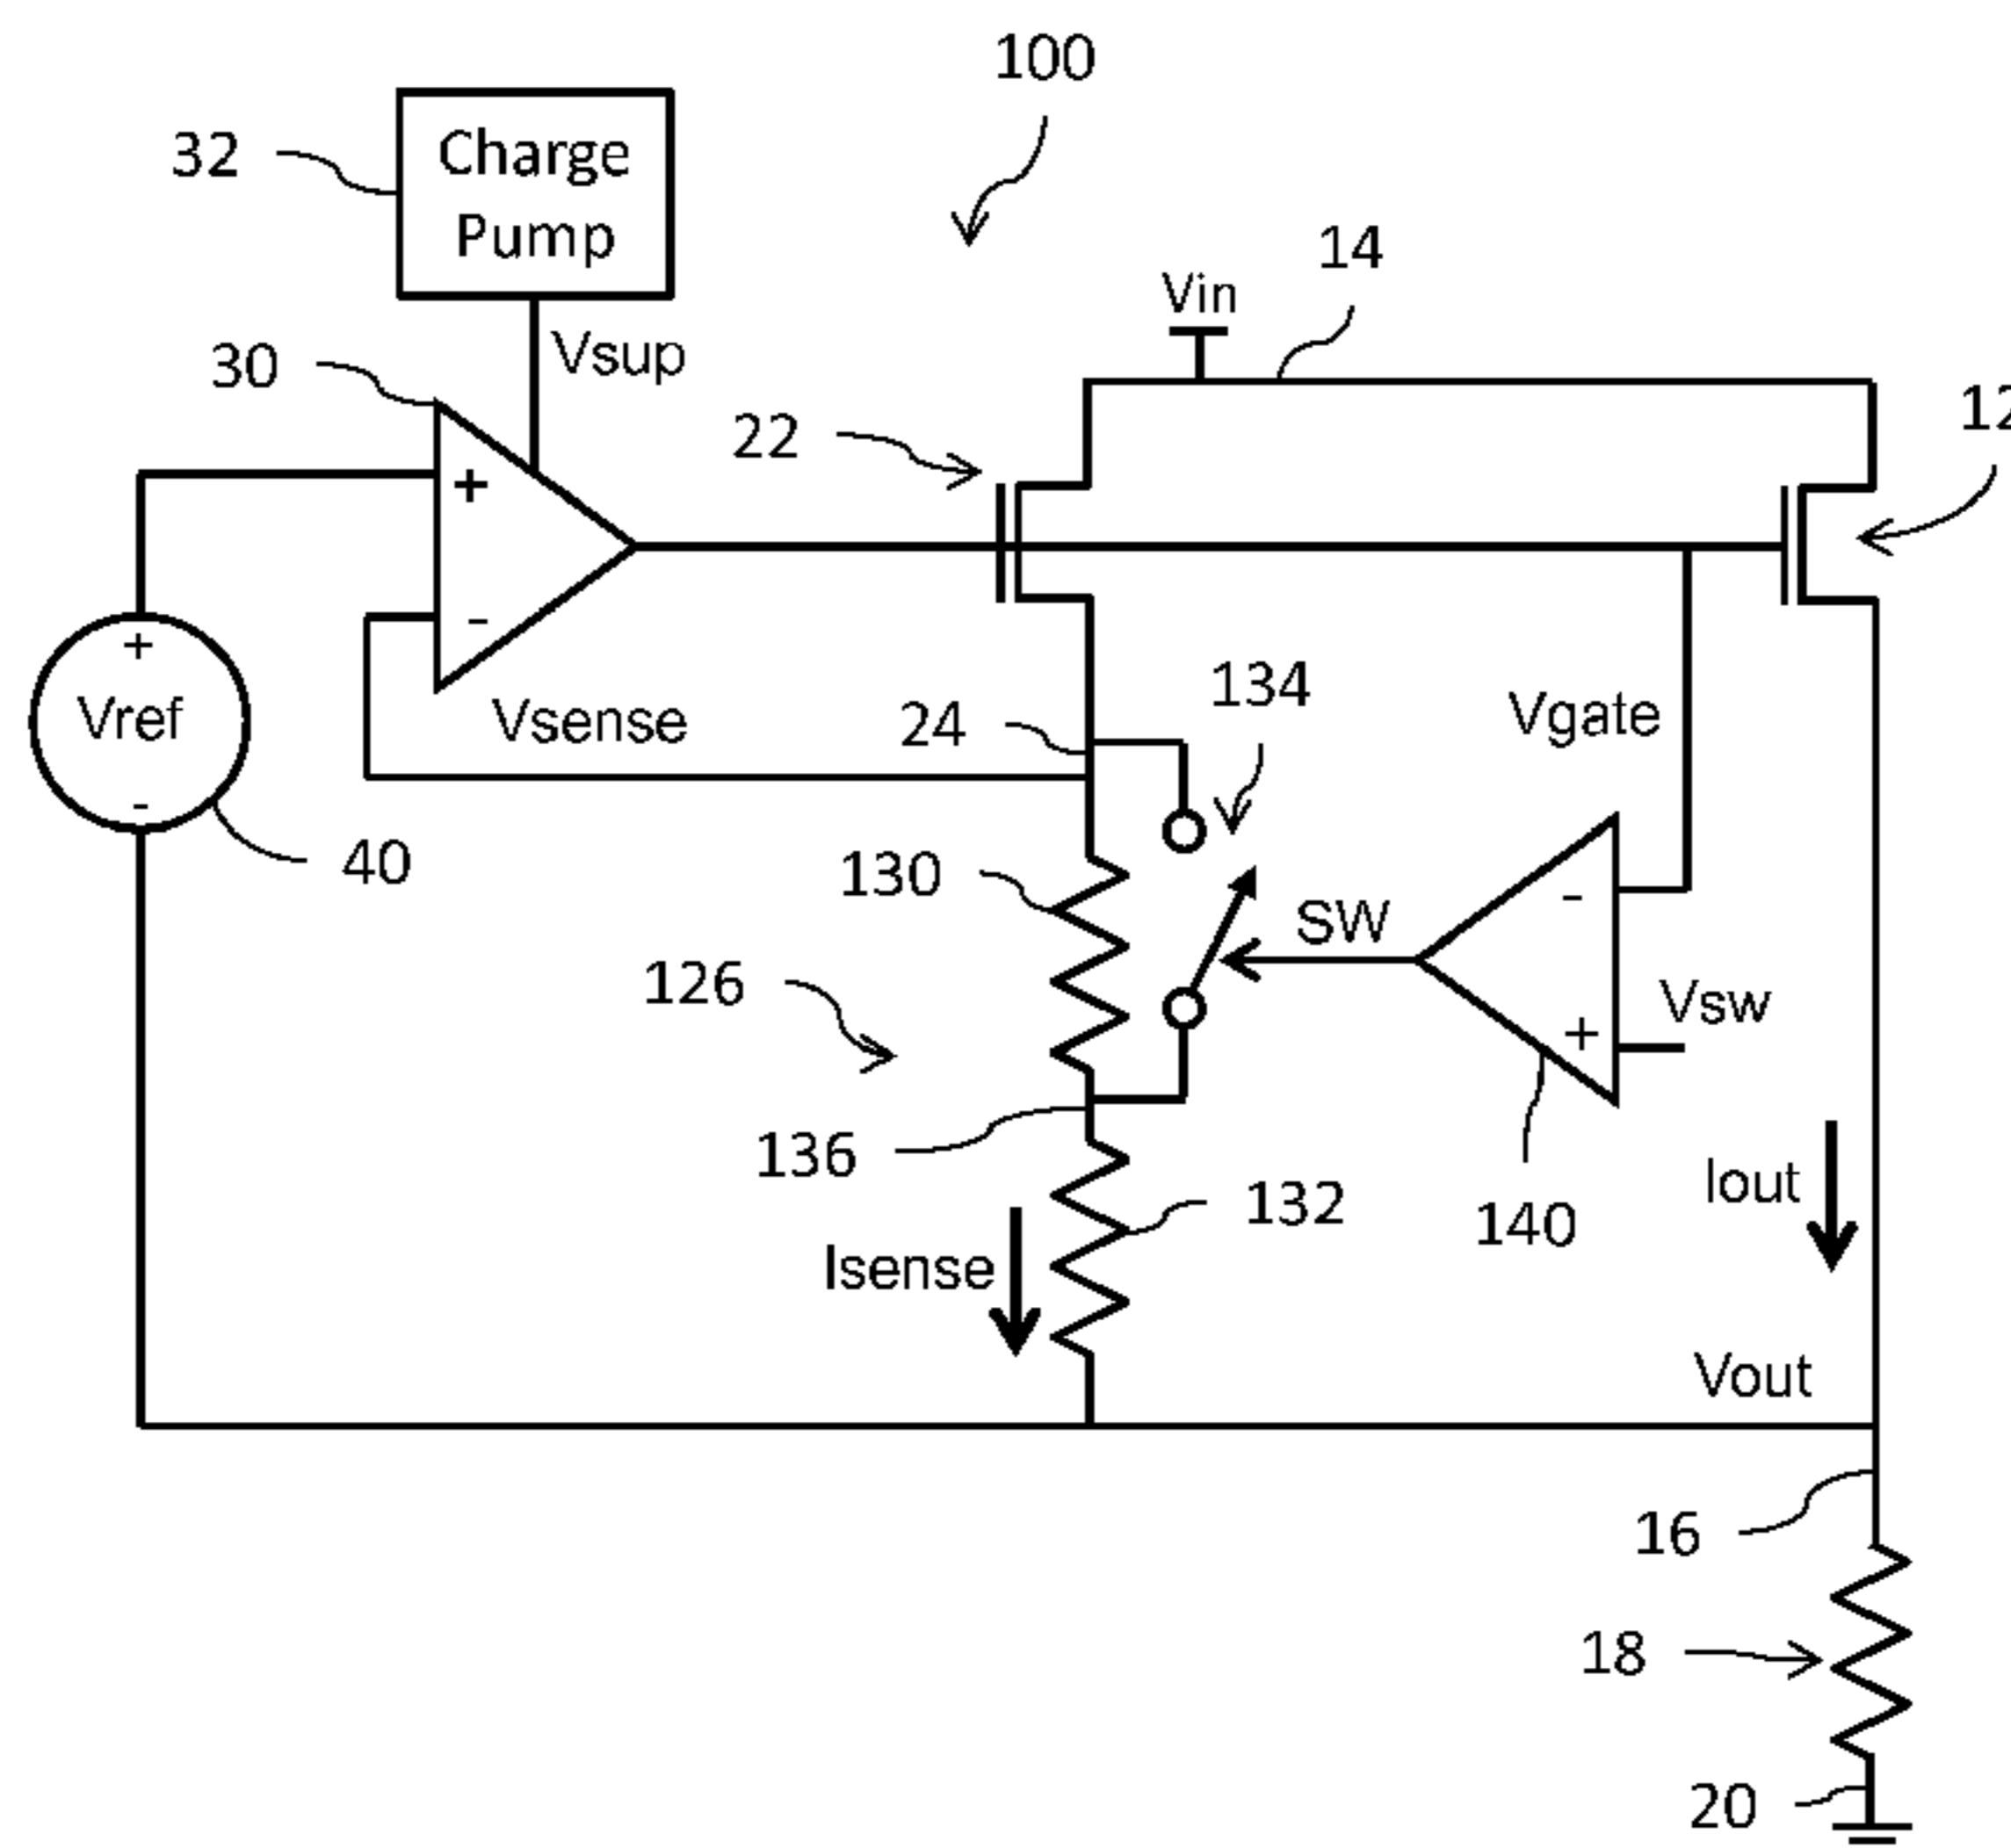 100
32
Charge
Pump
14
Vin
30
Vsup
22
12
+
-
+
Vref
-
Vsense
24
134
Vgate
40
130
-
SW
126
Vsw
+
136
132
Iout
140
Isense
Vout
16
18
20